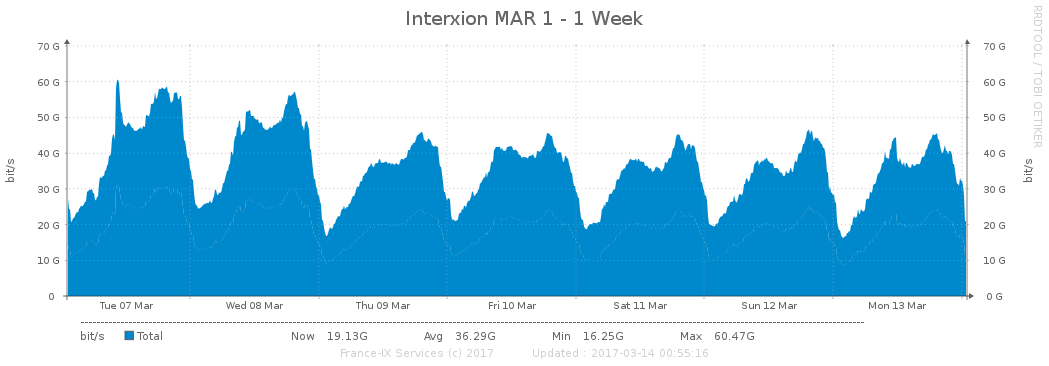 Interxion MAR 1 - 1 Week
RRDTOOL / TOBI OETIKER
bit/s
70 G 70 G
60 G 60 G
50 G 50 G
40 G 40 G
30 G 30 G
20 G 20 G
10 G 10 G
0 0 G
bit/s
Tue 07 Mar Wed 08 Mar Thu 09 Mar Fri 10 Mar Sat 11 Mar Sun 12 Mar Mon 13 Mar
bit/s Total Now 19.13G Avg 36.29G Min 16.25G Max 60.47G
France-IX Services (c) 2017 Updated : 2017-03-14 00:55:16